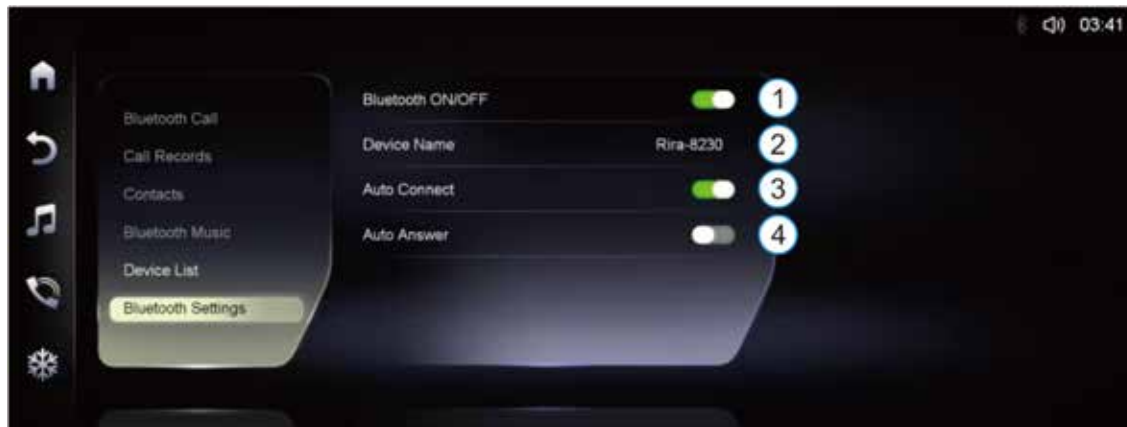 03:41
Bluetooth Call
Call Records
Contacts
Bluetooth Music
Device List
Bluetooth Settings
Bluetooth ON/OFF 1
Device Name Rira-8230 2
Auto Connect 3
Auto Answer 4